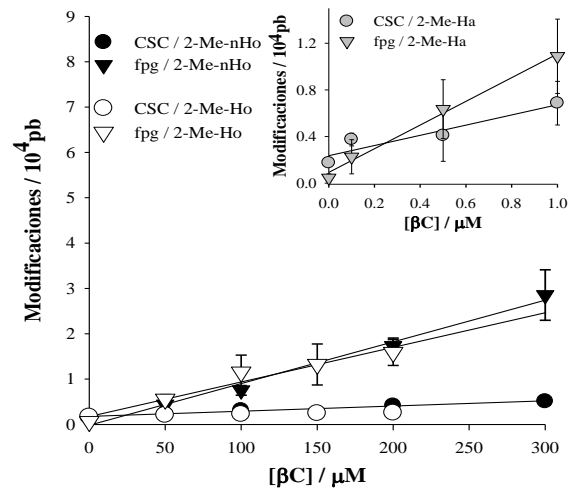 CSC / 2-Me-nHo
fpg / 2-Me-nHo
CSC / 2-Me-Ho
fpg / 2-Me-Ho
Modificaciones / 10⁴pb
9
8
7
6
5
4
3
2
1
0
0 50 100 150 200 250 300
[βC] / μM
CSC / 2-Me-Ha
fpg / 2-Me-Ha
Modificaciones / 10⁴pb
1.2
0.8
0.4
0.0
0.0 0.2 0.4 0.6 0.8 1.0
[βC] / μM